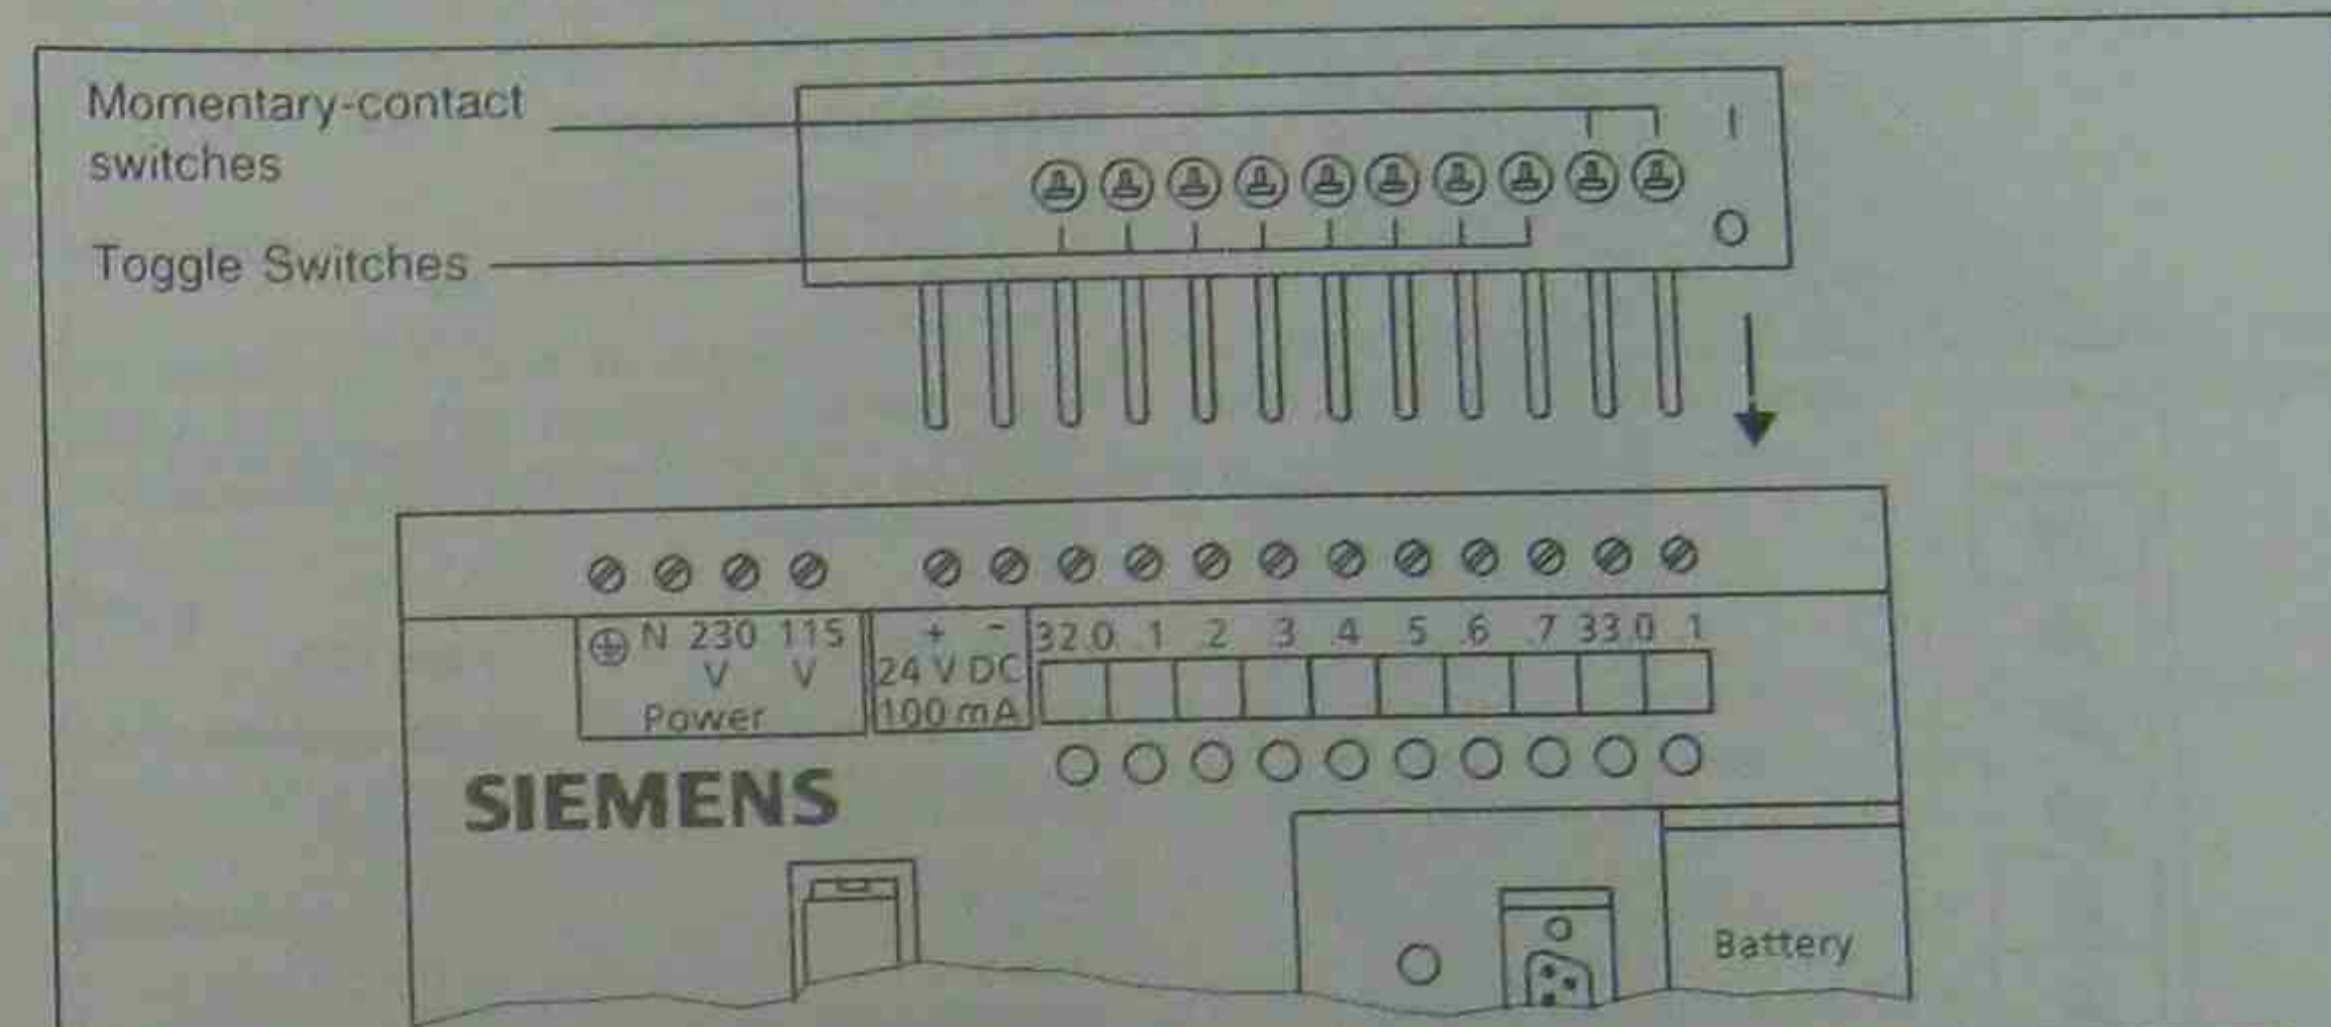 Momentary-contact
switches
Toggle Switches
I
O
N 230 115
V V
Power
+ -
24 V DC
100 mA
32.0 .1 .2 .3 .4 .5 .6 .7 33.0 .1
SIEMENS
Battery